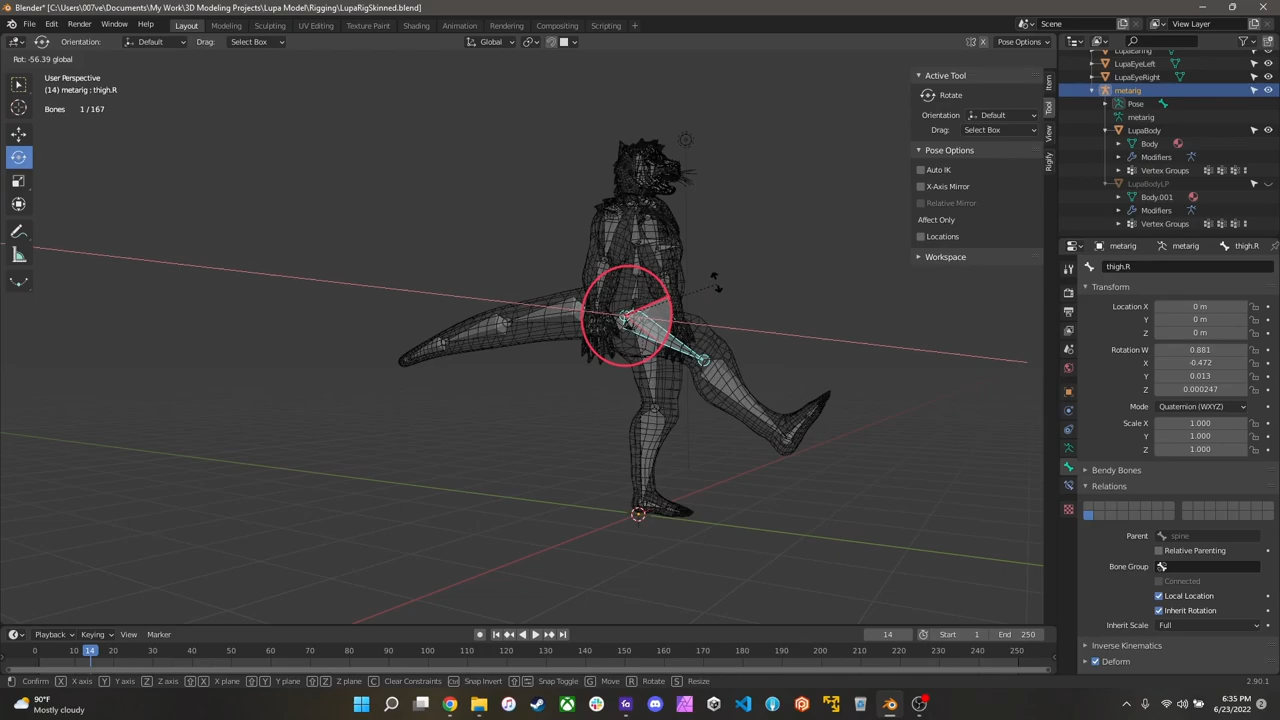 Blender* [C:\Users\007ve\Documents\My Work\3D Modeling Projects\Lupa Model\Rigging\LupaRigSkinned.blend]
File Edit Render Window Help Layout Modeling Sculpting UV Editing Texture Paint Shading Animation Rendering Compositing Scripting + Scene View Layer
Orientation: Default Drag: Select Box Global Pose Options
Rot: -56.39 global
User Perspective
(14) metarig : thigh.R
Bones 1 / 167
Active Tool
Rotate
Orientation Default
Drag: Select Box
Pose Options
Auto IK
X-Axis Mirror
Relative Mirror
Affect Only
Locations
Workspace
Item
Tool
View
Rigify
LupaEaring
LupaEyeLeft
LupaEyeRight
metarig
Pose
metarig
LupaBody
Body
Modifiers
Vertex Groups
LupaBodyLP
Body.001
Modifiers
Vertex Groups
metarig metarig thigh.R
thigh.R
Transform
Location X 0 m
Y 0 m
Z 0 m
Rotation W 0.881
X -0.472
Y 0.013
Z 0.000247
Mode Quaternion (WXYZ)
Scale X 1.000
Y 1.000
Z 1.000
Bendy Bones
Relations
Parent spine
Relative Parenting
Bone Group
Connected
Local Location
Inherit Rotation
Inherit Scale Full
Inverse Kinematics
Deform
Playback Keying View Marker 14 Start 1 End 250
0 10 14 20 30 40 50 60 70 80 90 100 110 120 130 140 150 160 170 180 190 200 210 220 230 240 250
Confirm X X axis Y Y axis Z Z axis X X plane Y Y plane Z Z plane C Clear Constraints Snap Invert Snap Toggle G Move R Rotate S Resize 2.90.1
90°F
Mostly cloudy
6:35 PM
6/23/2022